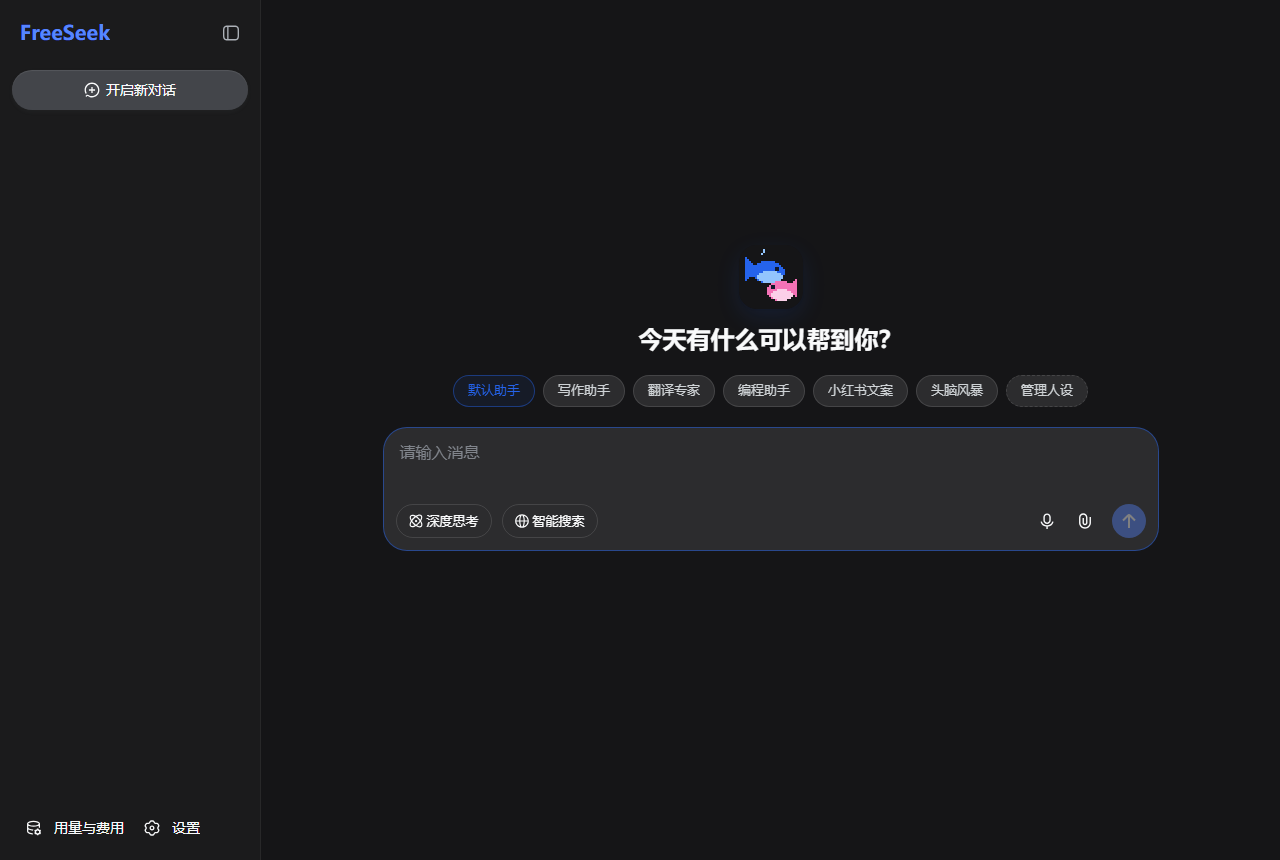 FreeSeek
开启新对话
今天有什么可以帮到你?
默认助手 写作助手 翻译专家 编程助手 小红书文案 头脑风暴 管理人设
请输入消息
深度思考 智能搜索
用量与费用 设置